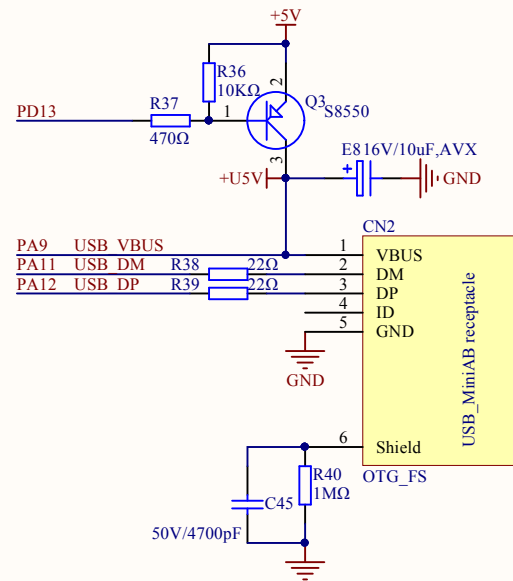 +5V
R36
10KΩ
2
Q3
S8550
R37
1
PD13
470Ω
3
E8 16V/10uF,AVX
+U5V
GND
CN2
PA9 USB_VBUS
1 VBUS
PA11 USB_DM R38 22Ω
2 DM
PA12 USB_DP R39 22Ω
3 DP
4 ID
5 GND
GND
USB_MiniAB receptacle
6 Shield
OTG_FS
R40
1MΩ
C45
50V/4700pF